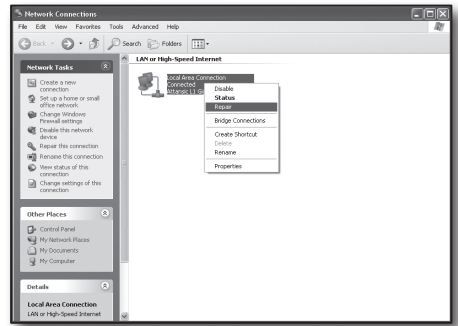 Network Connections
File Edit View Favorites Tools Advanced Help
Back Search Folders
LAN or High-Speed Internet
Network Tasks
Create a new
connection
Set up a home or small
office network
Change Windows
Firewall settings
Disable this network
device
Repair this connection
Rename this connection
View status of this
connection
Change settings of this
connection
Other Places
Control Panel
My Network Places
My Documents
My Computer
Details
Local Area Connection
LAN or High-Speed Internet
Local Area Connection
Connected
Attansic L1 Gi
Disable
Status
Repair
Bridge Connections
Create Shortcut
Delete
Rename
Properties